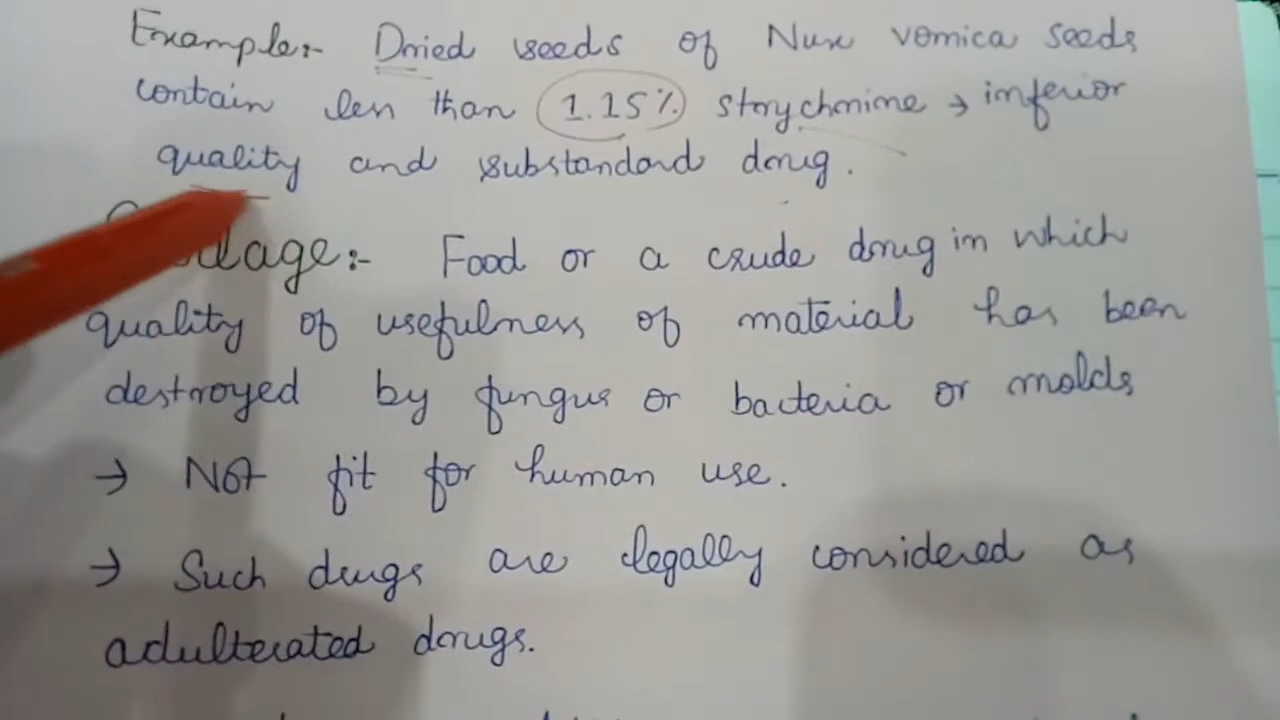 Example:- Dried seeds of Nux vomica seeds
contain less than 1.15% strychnine → inferior
quality and substandard drug.
Food or a crude drug in which
quality of usefulness of material has been
destroyed by fungus or bacteria or molds
→ Not fit for human use.
→ Such drugs are legally considered as
adulterated drugs.